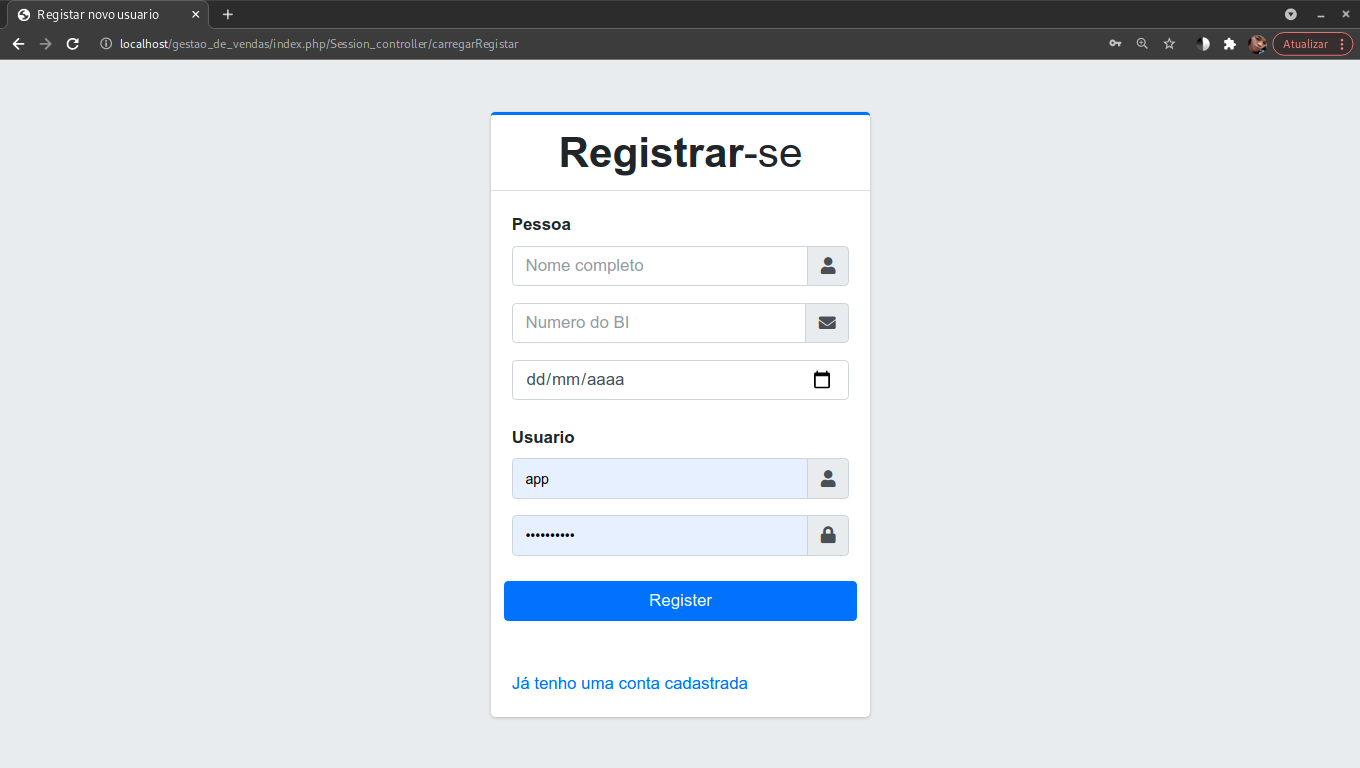 Registar novo usuario
localhost/gestao_de_vendas/index.php/Session_controller/carregarRegistar
Atualizar
Registrar-se
Pessoa
Nome completo
Numero do BI
dd/mm/aaaa
Usuario
app
••••••••••
Register
Já tenho uma conta cadastrada